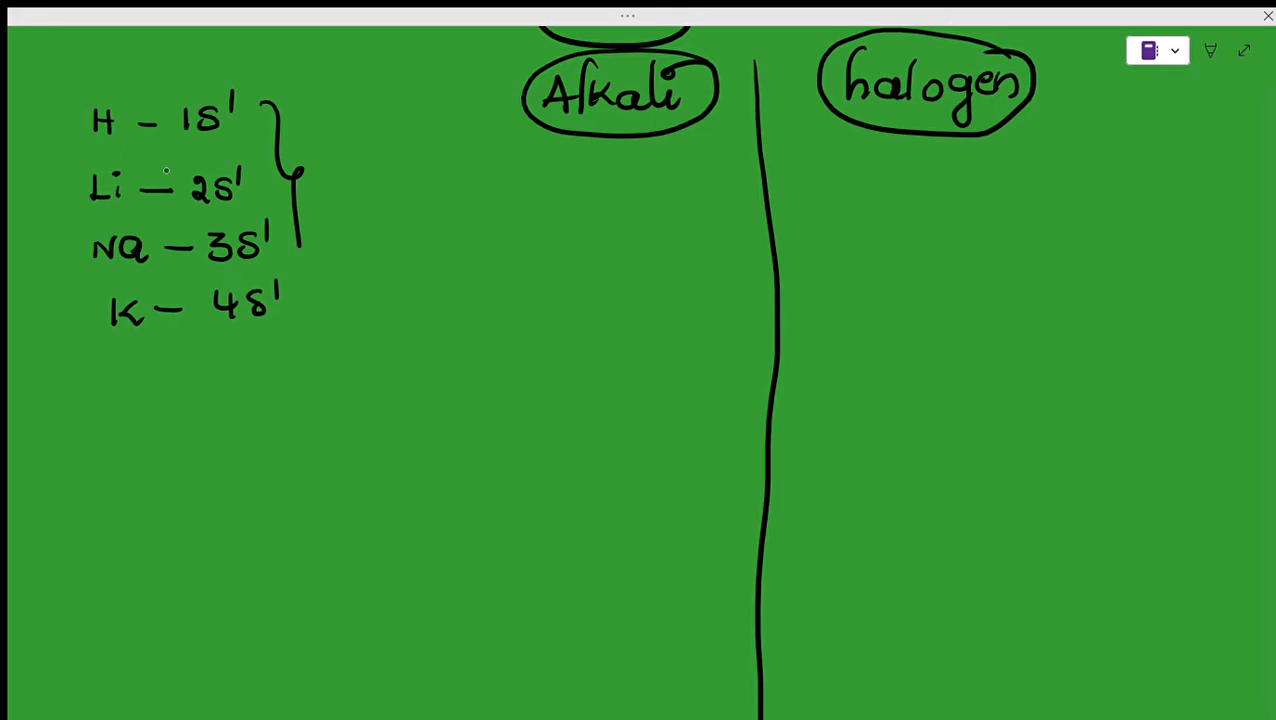 Alkali halogen
H - 1s¹
Li - 2s¹
Na - 3s¹
K - 4s¹